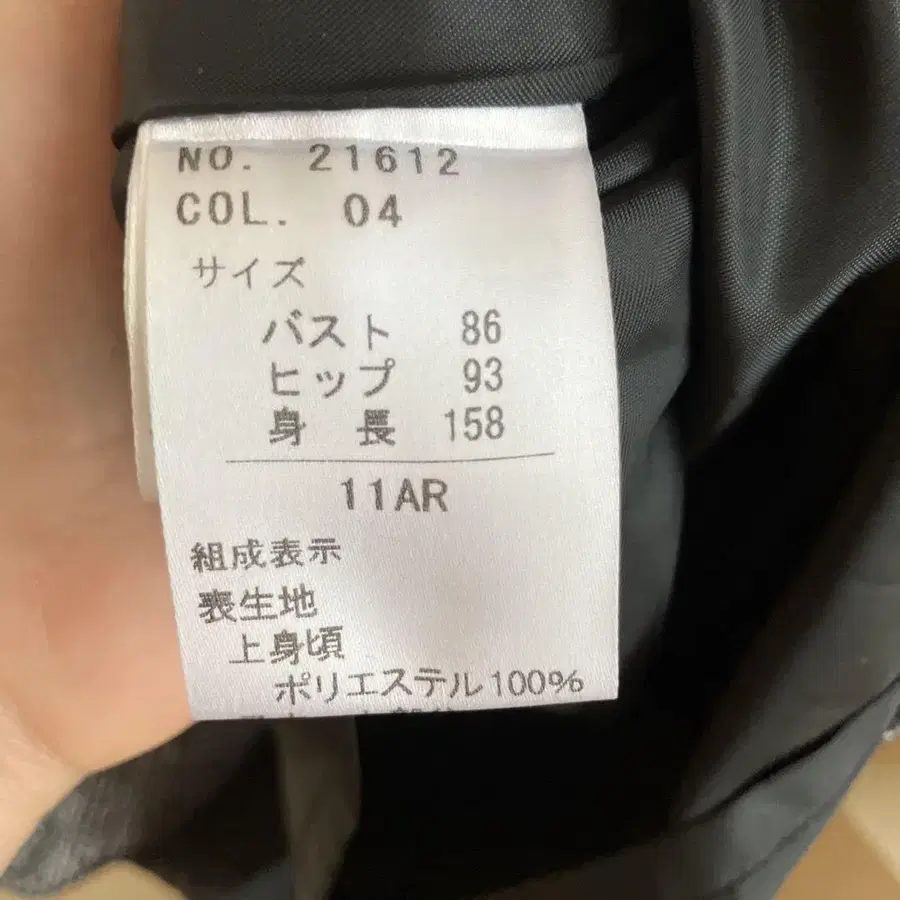 NO. 21612
COL. 04
サイズ
バスト 86
ヒップ 93
身長 158
11AR
組成表示
表生地
上身頃
ポリエステル100%